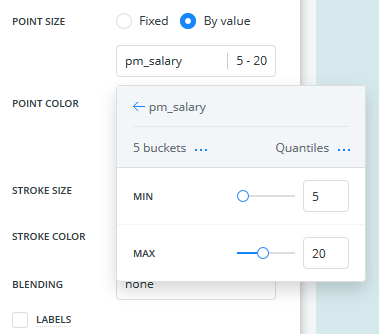 POINT SIZE Fixed By value
pm_salary 5 - 20
POINT COLOR
pm_salary
5 buckets ... Quantiles ...
STROKE SIZE
MIN 5
STROKE COLOR
MAX 20
BLENDING none
LABELS